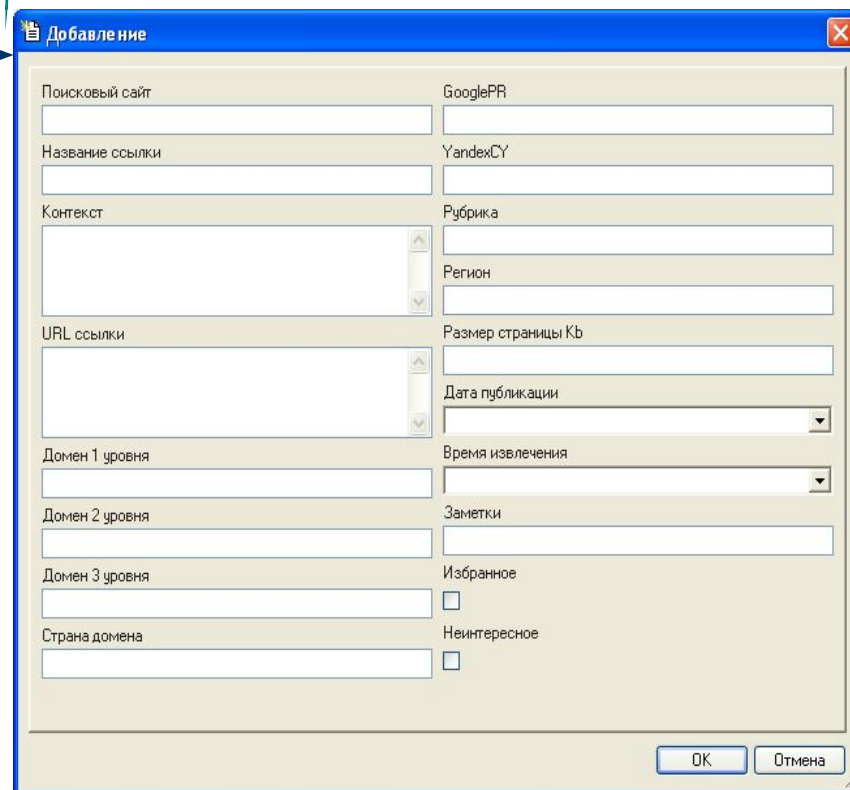 Добавление
Поисковый сайт
Название ссылки
Контекст
URL ссылки
Домен 1 уровня
Домен 2 уровня
Домен 3 уровня
Страна домена
GooglePR
YandexCY
Рубрика
Регион
Размер страницы Kb
Дата публикации
Время извлечения
Заметки
Избранное
Неинтересное
OK
Отмена